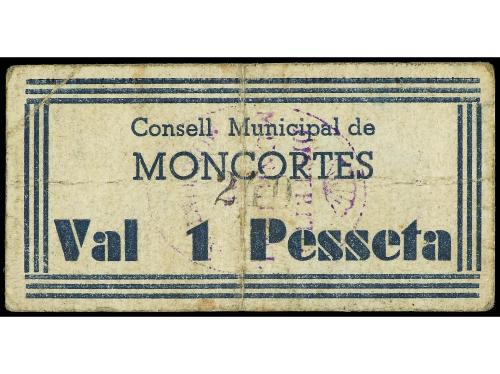 Consell Municipal de
MONCORTES
Val 1 Pesseta